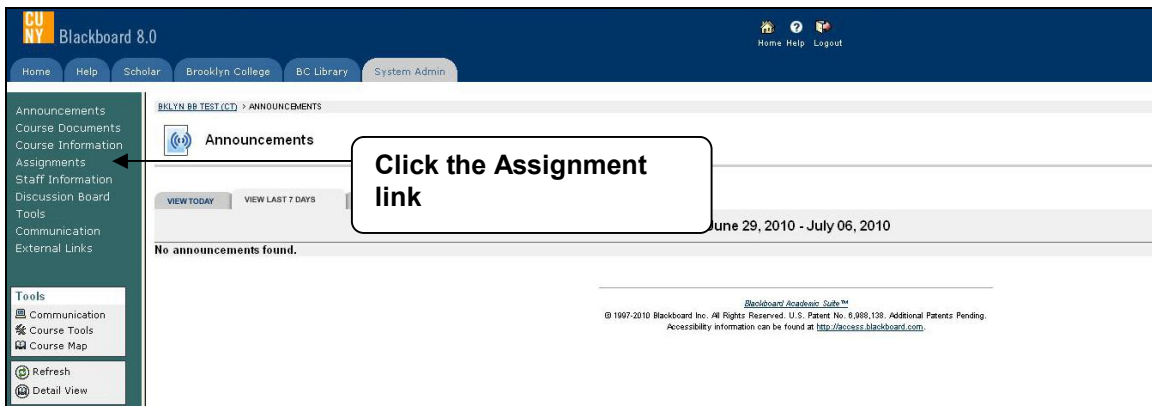 CU
NY Blackboard 8.0
Home Help Logout
Home Help Scholar Brooklyn College BC Library System Admin
Announcements
Course Documents
Course Information
Assignments
Staff Information
Discussion Board
Tools
Communication
External Links
Tools
Communication
Course Tools
Course Map
Refresh
Detail View
BKLYN BB TEST (CT) > ANNOUNCEMENTS
Announcements
Click the Assignment
link
VIEW TODAY VIEW LAST 7 DAYS
June 29, 2010 - July 06, 2010
No announcements found.
Blackboard Academic Suite™
© 1997-2010 Blackboard Inc. All Rights Reserved. U.S. Patent No. 6,988,138. Additional Patents Pending.
Accessibility information can be found at http://access.blackboard.com.